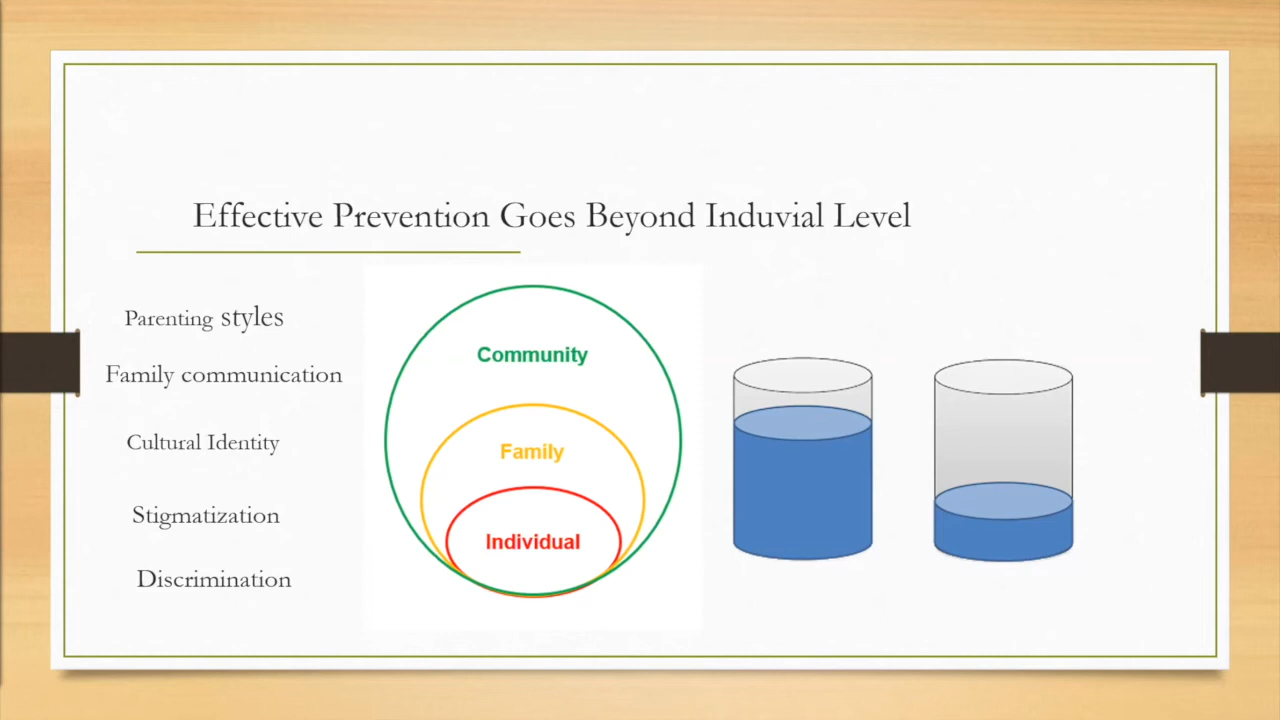 Effective Prevention Goes Beyond Induvial Level
Parenting styles
Family communication
Cultural Identity
Stigmatization
Discrimination
Community
Family
Individual